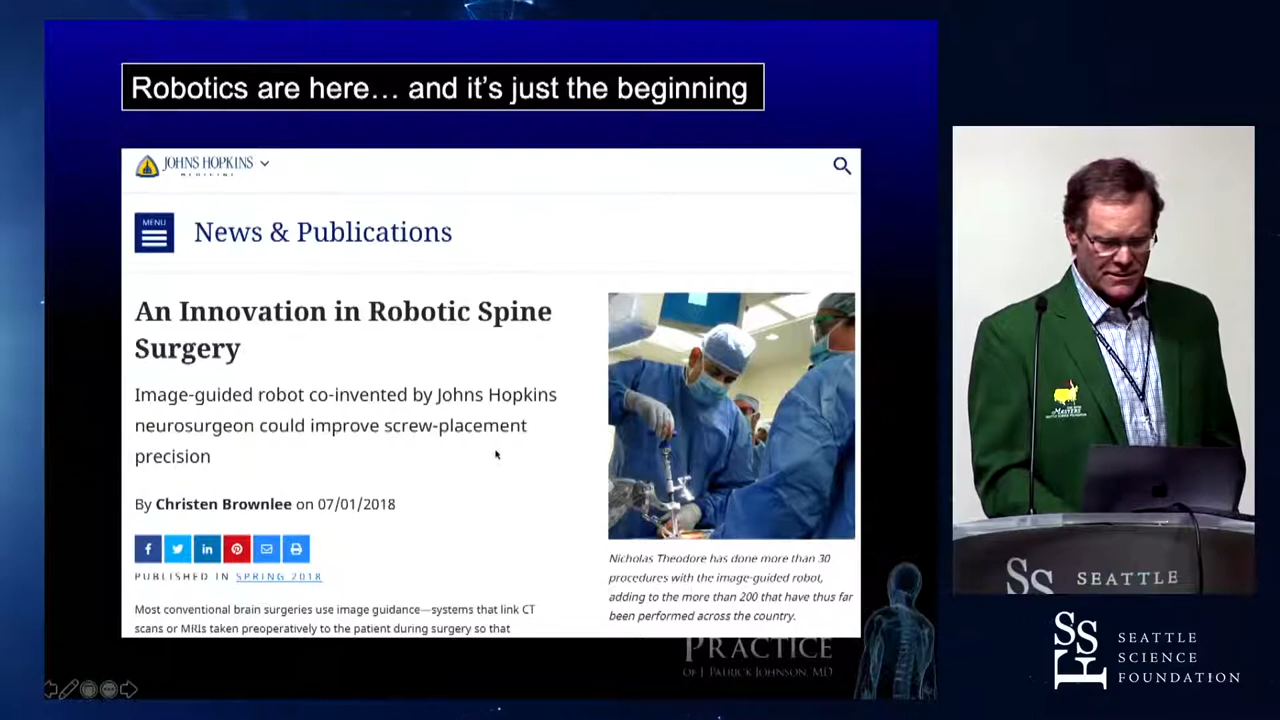 Robotics are here… and it's just the beginning
JOHNS HOPKINS
MEDICINE
MENU
News & Publications
An Innovation in Robotic Spine
Surgery
Image-guided robot co-invented by Johns Hopkins
neurosurgeon could improve screw-placement
precision
By Christen Brownlee on 07/01/2018
PUBLISHED IN SPRING 2018
Most conventional brain surgeries use image guidance—systems that link CT
scans or MRIs taken preoperatively to the patient during surgery so that
Nicholas Theodore has done more than 30
procedures with the image-guided robot,
adding to the more than 200 that have thus far
been performed across the country.
PRACTICE
OF J. PATRICK JOHNSON, MD
MASTERS
SSF SEATTLE
SSF
SEATTLE
SCIENCE
FOUNDATION